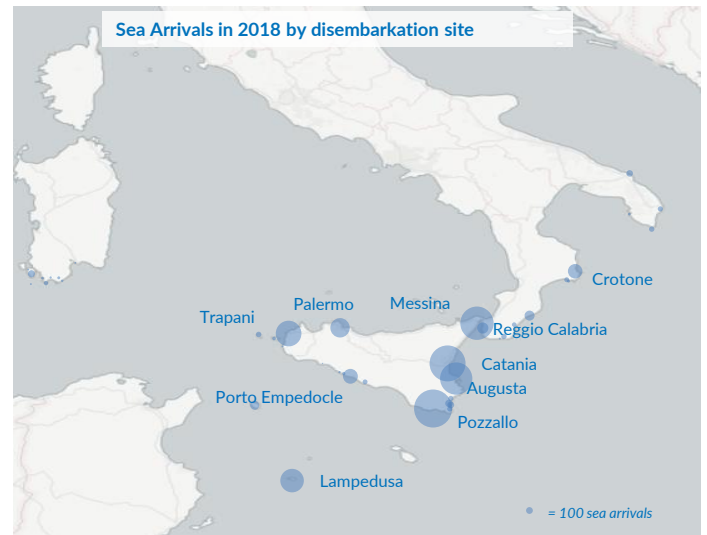 Sea Arrivals in 2018 by disembarkation site
Crotone
Palermo
Messina
Trapani
Reggio Calabria
Catania
Augusta
Porto Empedocle
Pozzallo
Lampedusa
= 100 sea arrivals